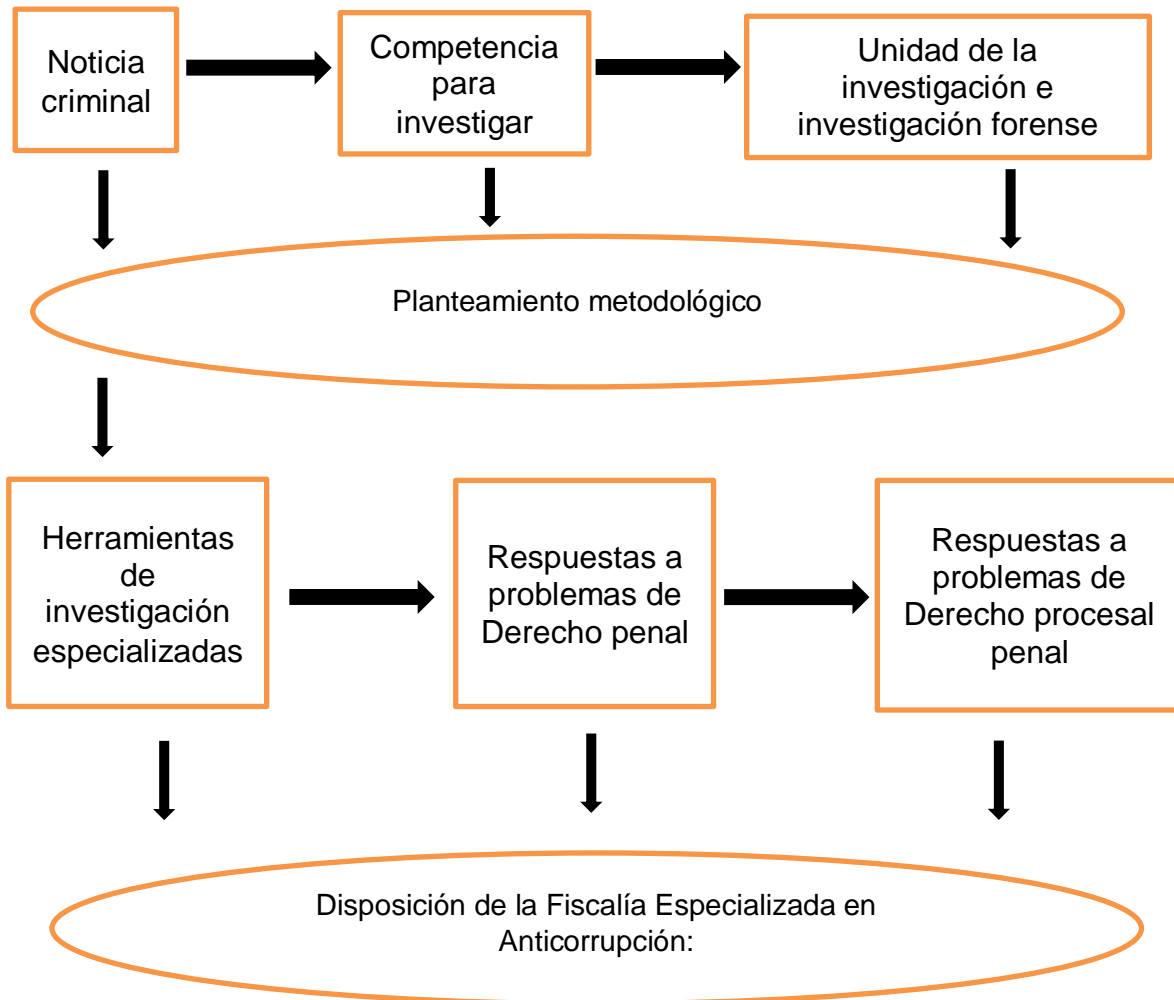 Noticia
criminal
Competencia
para
investigar
Unidad de la
investigación e
investigación forense
Planteamiento metodológico
Herramientas
de
investigación
especializadas
Respuestas a
problemas de
Derecho penal
Respuestas a
problemas de
Derecho procesal
penal
Disposición de la Fiscalía Especializada en
Anticorrupción: